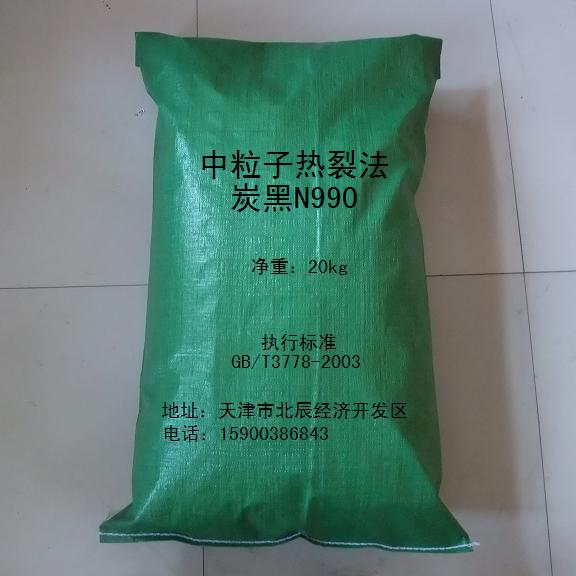 中粒子热裂法
炭黑N990
净重：20kg
执行标准
GB/T3778-2003
地址：天津市北辰经济开发区
电话：15900386843